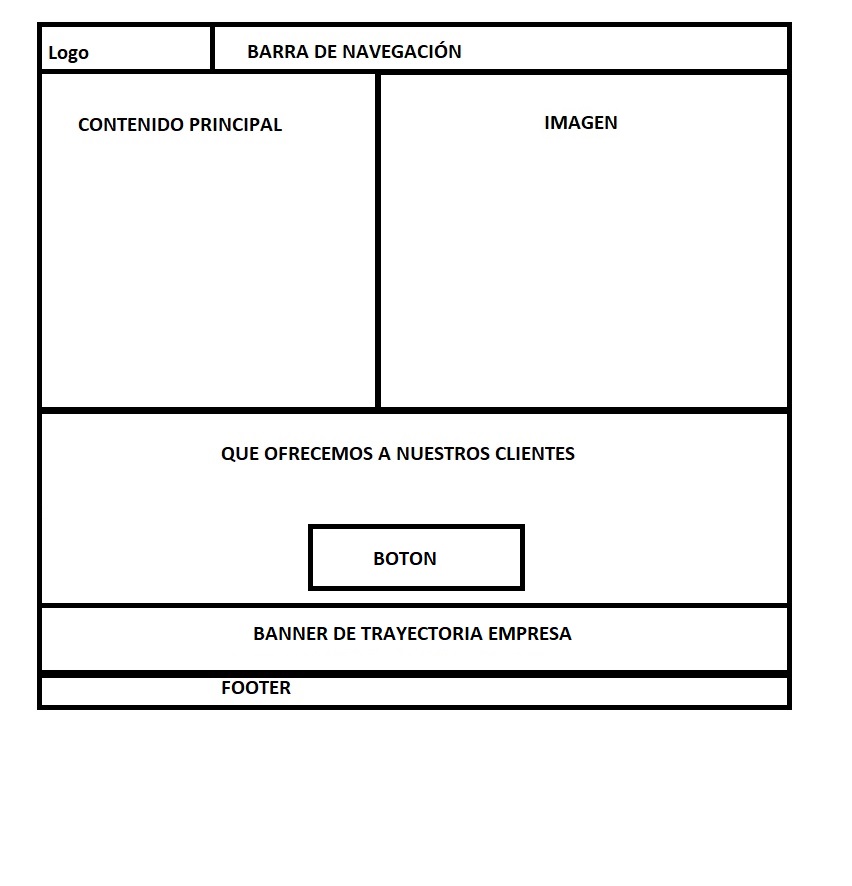 Logo
BARRA DE NAVEGACIÓN
CONTENIDO PRINCIPAL
IMAGEN
QUE OFRECEMOS A NUESTROS CLIENTES
BOTON
BANNER DE TRAYECTORIA EMPRESA
FOOTER